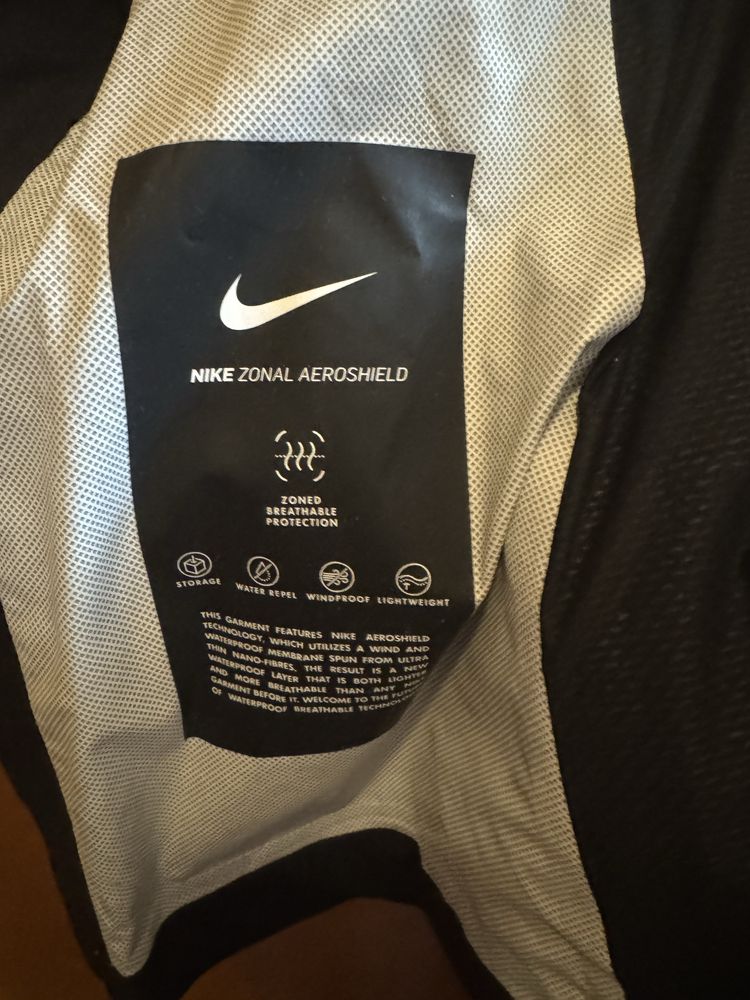 NIKE ZONAL AEROSHIELD
ZONED
BREATHABLE
PROTECTION
STORAGE WATER REPEL WINDPROOF LIGHTWEIGHT
THIS GARMENT FEATURES NIKE AEROSHIELD
TECHNOLOGY, WHICH UTILIZES A WIND AND
WATERPROOF MEMBRANE SPUN FROM ULTRA
THIN NANO-FIBRES. THE RESULT IS A NEW
WATERPROOF LAYER THAT IS BOTH LIGHTER
AND MORE BREATHABLE THAN ANY
GARMENT BEFORE IT. WELCOME TO THE
OF WATERPROOF BREATHABLE